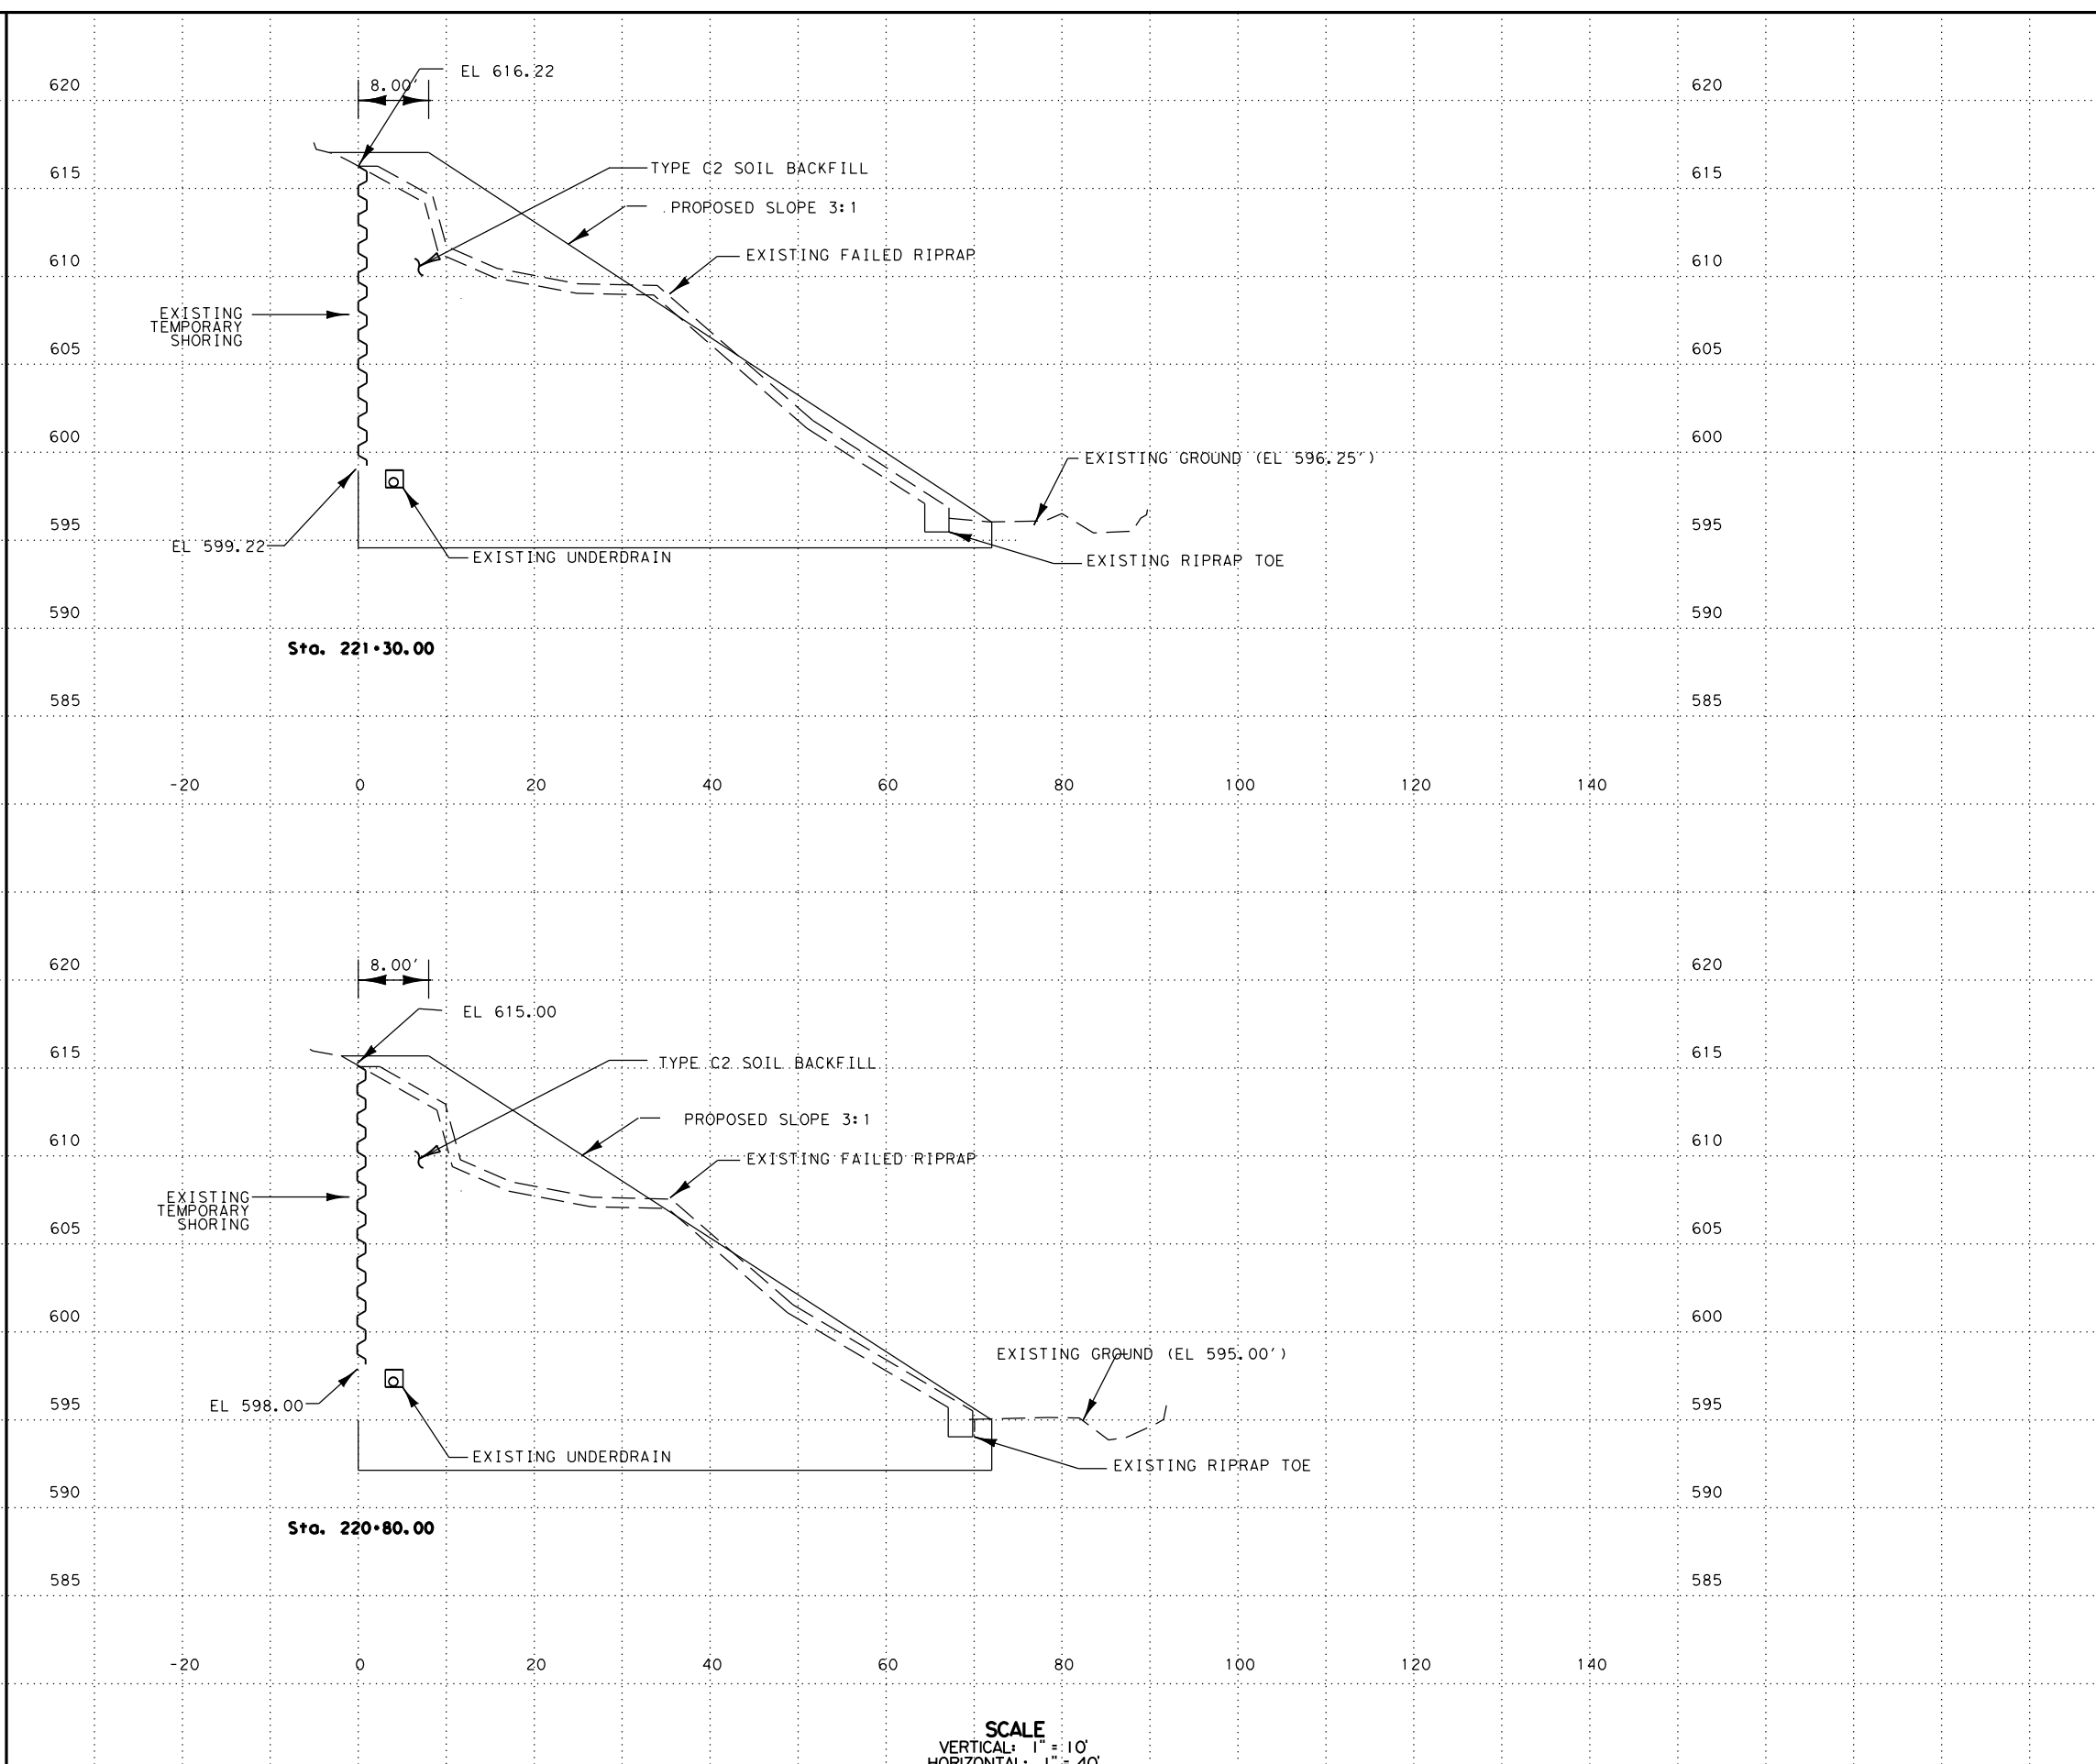 EL 616.22
620 8.00' 620
TYPE C2 SOIL BACKFILL
615 615
PROPOSED SLOPE 3:1
EXISTING FAILED RIPRAP
610 610
EXISTING
TEMPORARY
SHORING
605 605
600 600
EXISTING GROUND (EL 596.25')
595 595
EL 599.22
EXISTING UNDERDRAIN
EXISTING RIPRAP TOE
590 590
Sta. 221+30.00
585 585
-20 0 20 40 60 80 100 120 140
620 8.00' 620
EL 615.00
615 615
TYPE C2 SOIL BACKFILL
PROPOSED SLOPE 3:1
610 610
EXISTING FAILED RIPRAP
EXISTING
TEMPORARY
SHORING
605 605
600 600
EXISTING GROUND (EL 595.00')
595 595
EL 598.00
EXISTING UNDERDRAIN
EXISTING RIPRAP TOE
590 590
Sta. 220+80.00
585 585
-20 0 20 40 60 80 100 120 140
SCALE
VERTICAL: 1" = 10'
HORIZONTAL: 1" = 40'